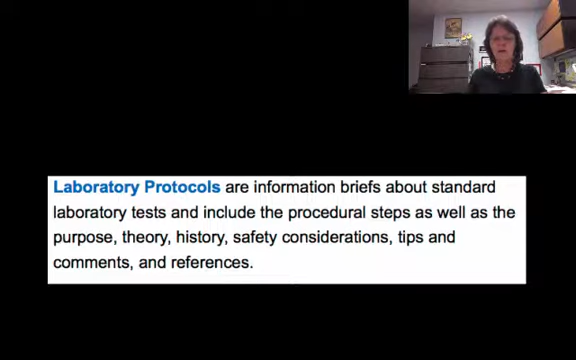 Laboratory Protocols are information briefs about standard
laboratory tests and include the procedural steps as well as the
purpose, theory, history, safety considerations, tips and
comments, and references.